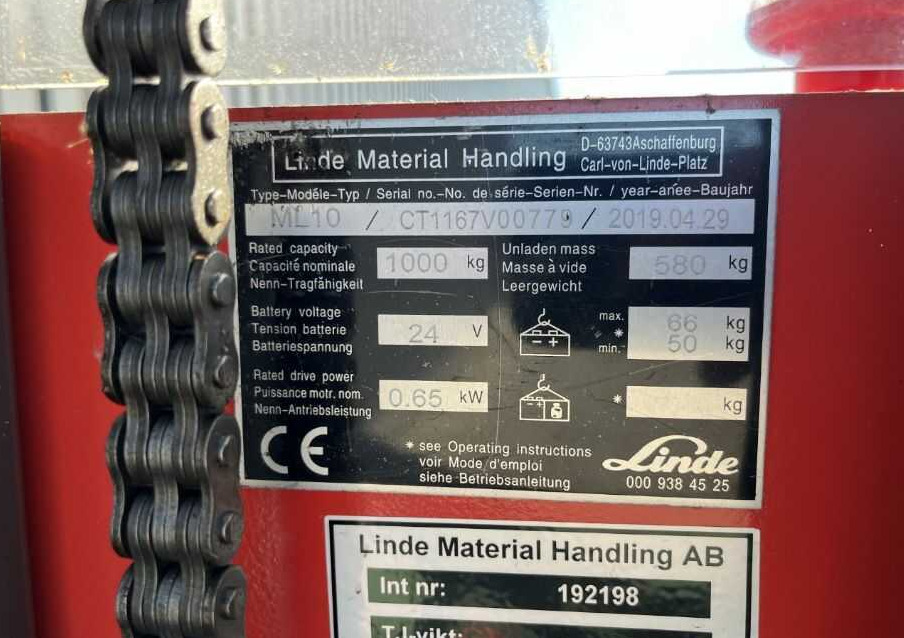 Linde Material Handling
D-63743Aschaffenburg
Carl-von-Linde-Platz
Type-Modéle-Typ / Serial no.-No. de série-Serien-Nr. / year-anée-Baujahr
ML10 / CT1167V00779 / 2019.04.29
Rated capacity
Capacité nominale
Nenn-Tragfähigkeit
1000 kg
Unladen mass
Masse à vide
Leergewicht
580 kg
Battery voltage
Tension batterie
Batteriespannung
24 V
- +
max. 66 kg
*
min. 50 kg
Rated drive power
Puissance motr. nom.
Nenn-Antriebsleistung
0.65 kW
- +
* kg
CE
* see Operating instructions
voir Mode d'emploi
siehe Betriebsanleitung
Linde
000 938 45 25
Linde Material Handling AB
Int nr: 192198
TJ-vikt: